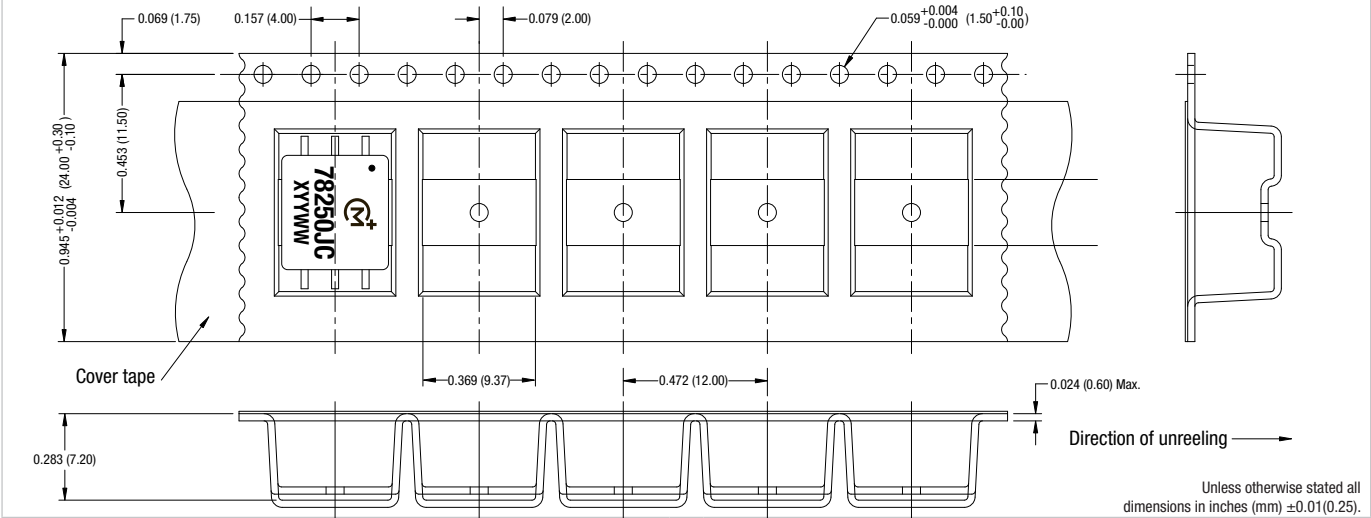 0.069 (1.75)
0.157 (4.00)
0.079 (2.00)
0.059 +0.004 -0.000 (1.50 +0.10 -0.00)
0.945 +0.012 -0.004 (24.00 +0.30 -0.10)
0.453 (11.50)
78250JC
XYYWW
Cover tape
0.369 (9.37)
0.472 (12.00)
0.024 (0.60) Max.
0.283 (7.20)
Direction of unreeling
Unless otherwise stated all
dimensions in inches (mm) ±0.01(0.25).